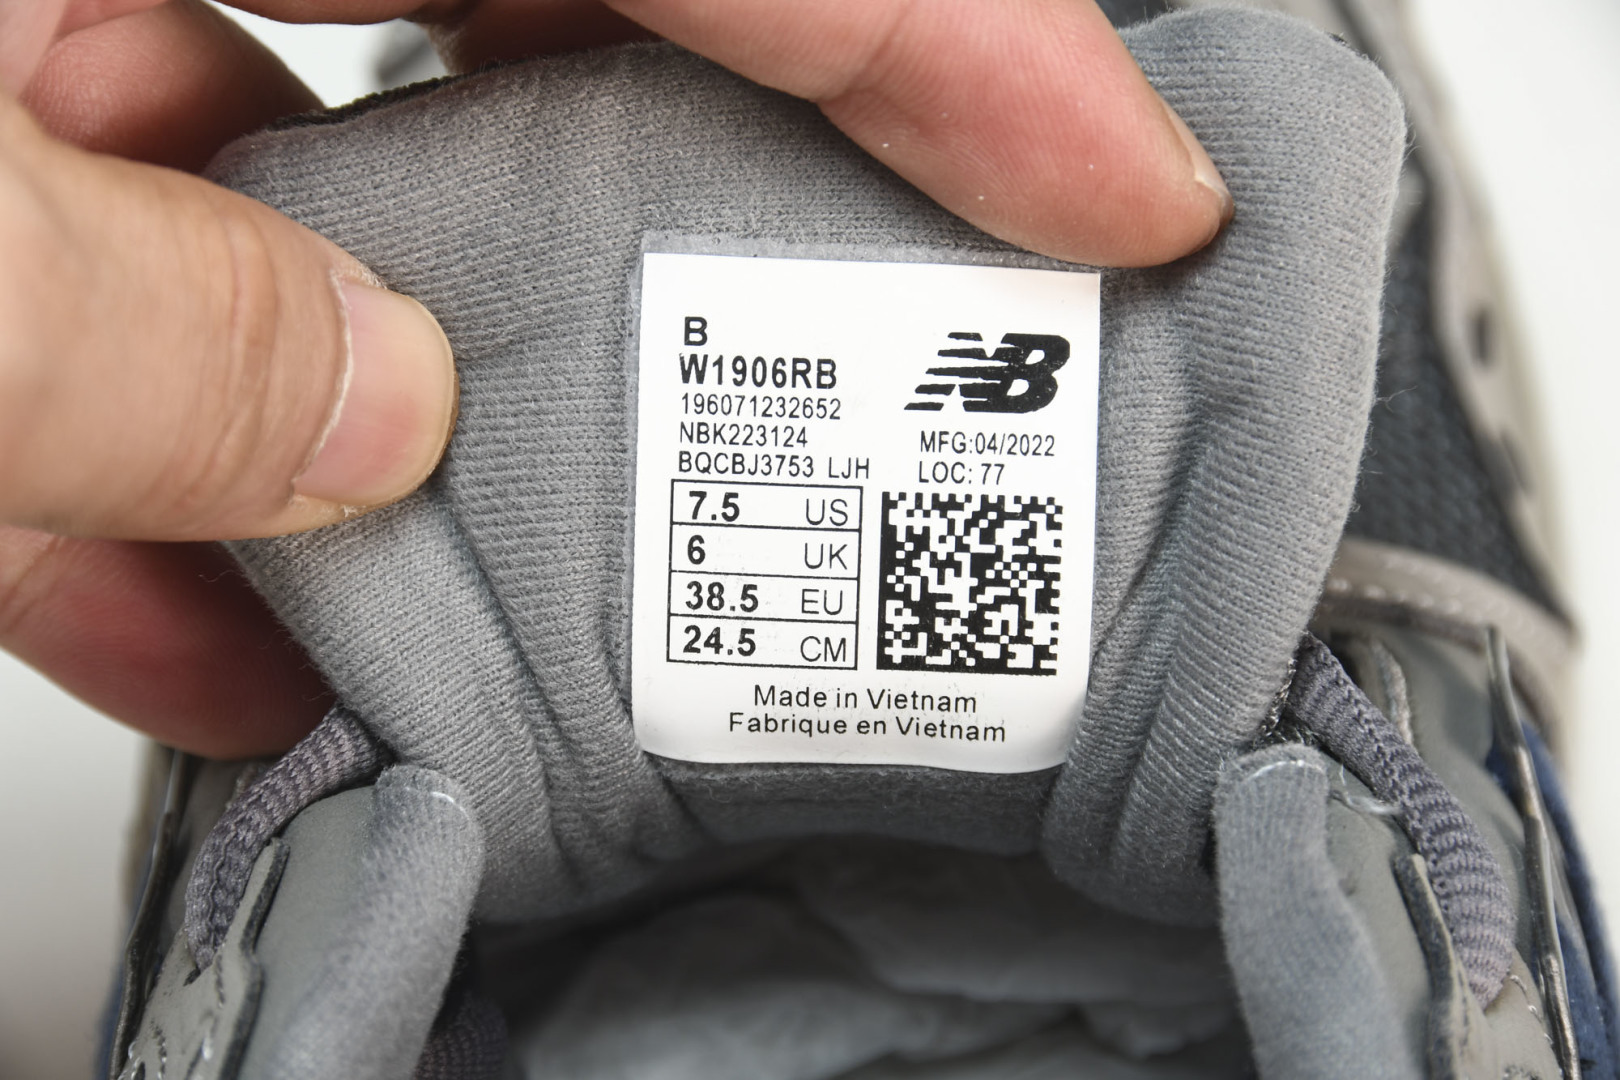 B
W1906RB
196071232652
NBK223124
BQCBJ3753 LJH
NB
MFG:04/2022
LOC: 77
7.5 US
6 UK
38.5 EU
24.5 CM
Made in Vietnam
Fabrique en Vietnam